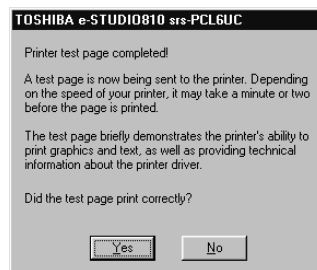 TOSHIBA e-STUDIO810 srs-PCL6UC
Printer test page completed!
A test page is now being sent to the printer. Depending
on the speed of your printer, it may take a minute or two
before the page is printed.
The test page briefly demonstrates the printer's ability to
print graphics and text, as well as providing technical
information about the printer driver.
Did the test page print correctly?
Yes
No